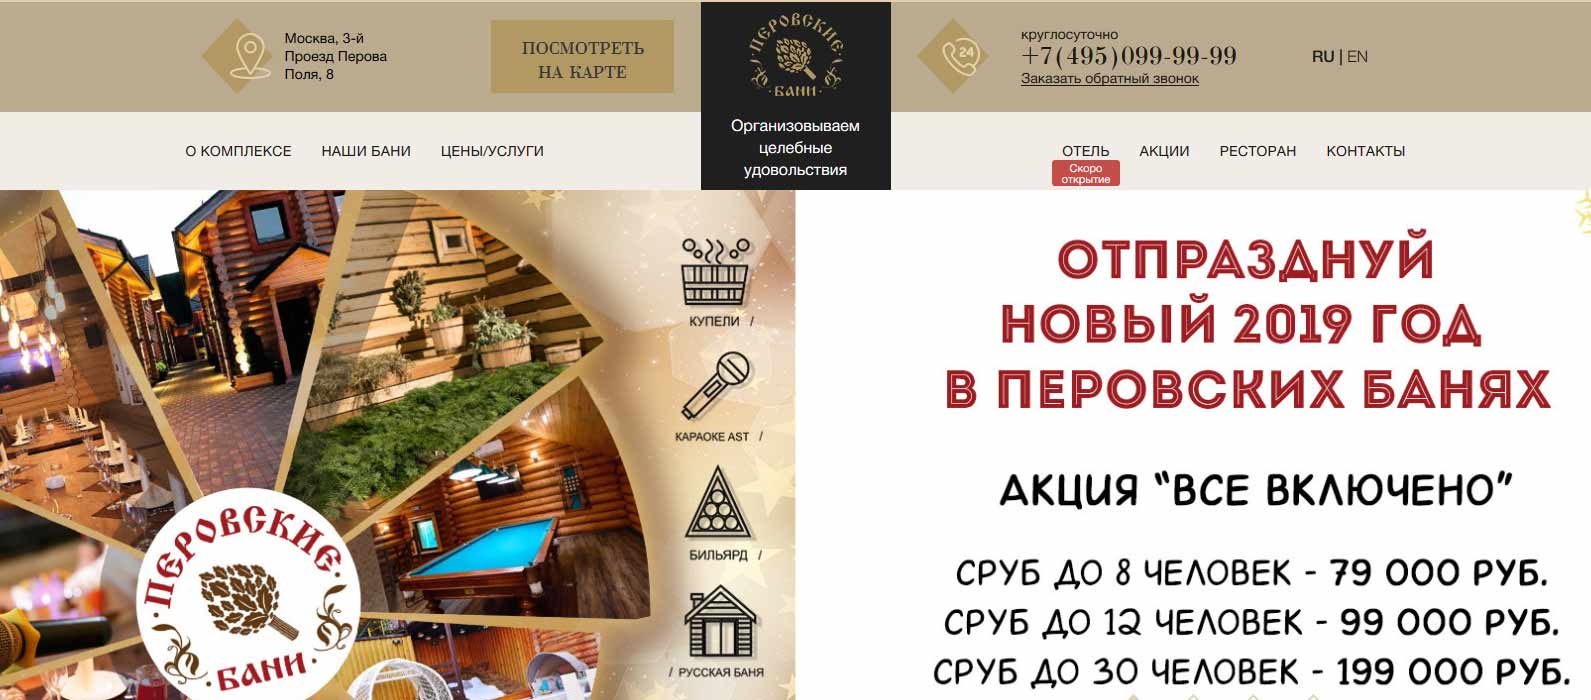 Москва, 3-й
Проезд Перова
Поля, 8
ПОСМОТРЕТЬ
НА КАРТЕ
ПЕРОВСКИЕ
БАНИ
Организовываем
целебные
удовольствия
24
круглосуточно
+7(495)099-99-99
Заказать обратный звонок
RU | EN
О КОМПЛЕКСЕ
НАШИ БАНИ
ЦЕНЫ/УСЛУГИ
ОТЕЛЬ
Скоро
открытие
АКЦИИ
РЕСТОРАН
КОНТАКТЫ
КУПЕЛИ /
КАРАОКЕ AST /
БИЛЬЯРД /
/ РУССКАЯ БАНЯ
ПЕРОВСКИЕ
БАНИ
ОТПРАЗДНУЙ
НОВЫЙ 2019 ГОД
В ПЕРОВСКИХ БАНЯХ
АКЦИЯ “ВСЕ ВКЛЮЧЕНО”
СРУБ ДО 8 ЧЕЛОВЕК - 79 000 РУБ.
СРУБ ДО 12 ЧЕЛОВЕК - 99 000 РУБ.
СРУБ ДО 30 ЧЕЛОВЕК - 199 000 РУБ.